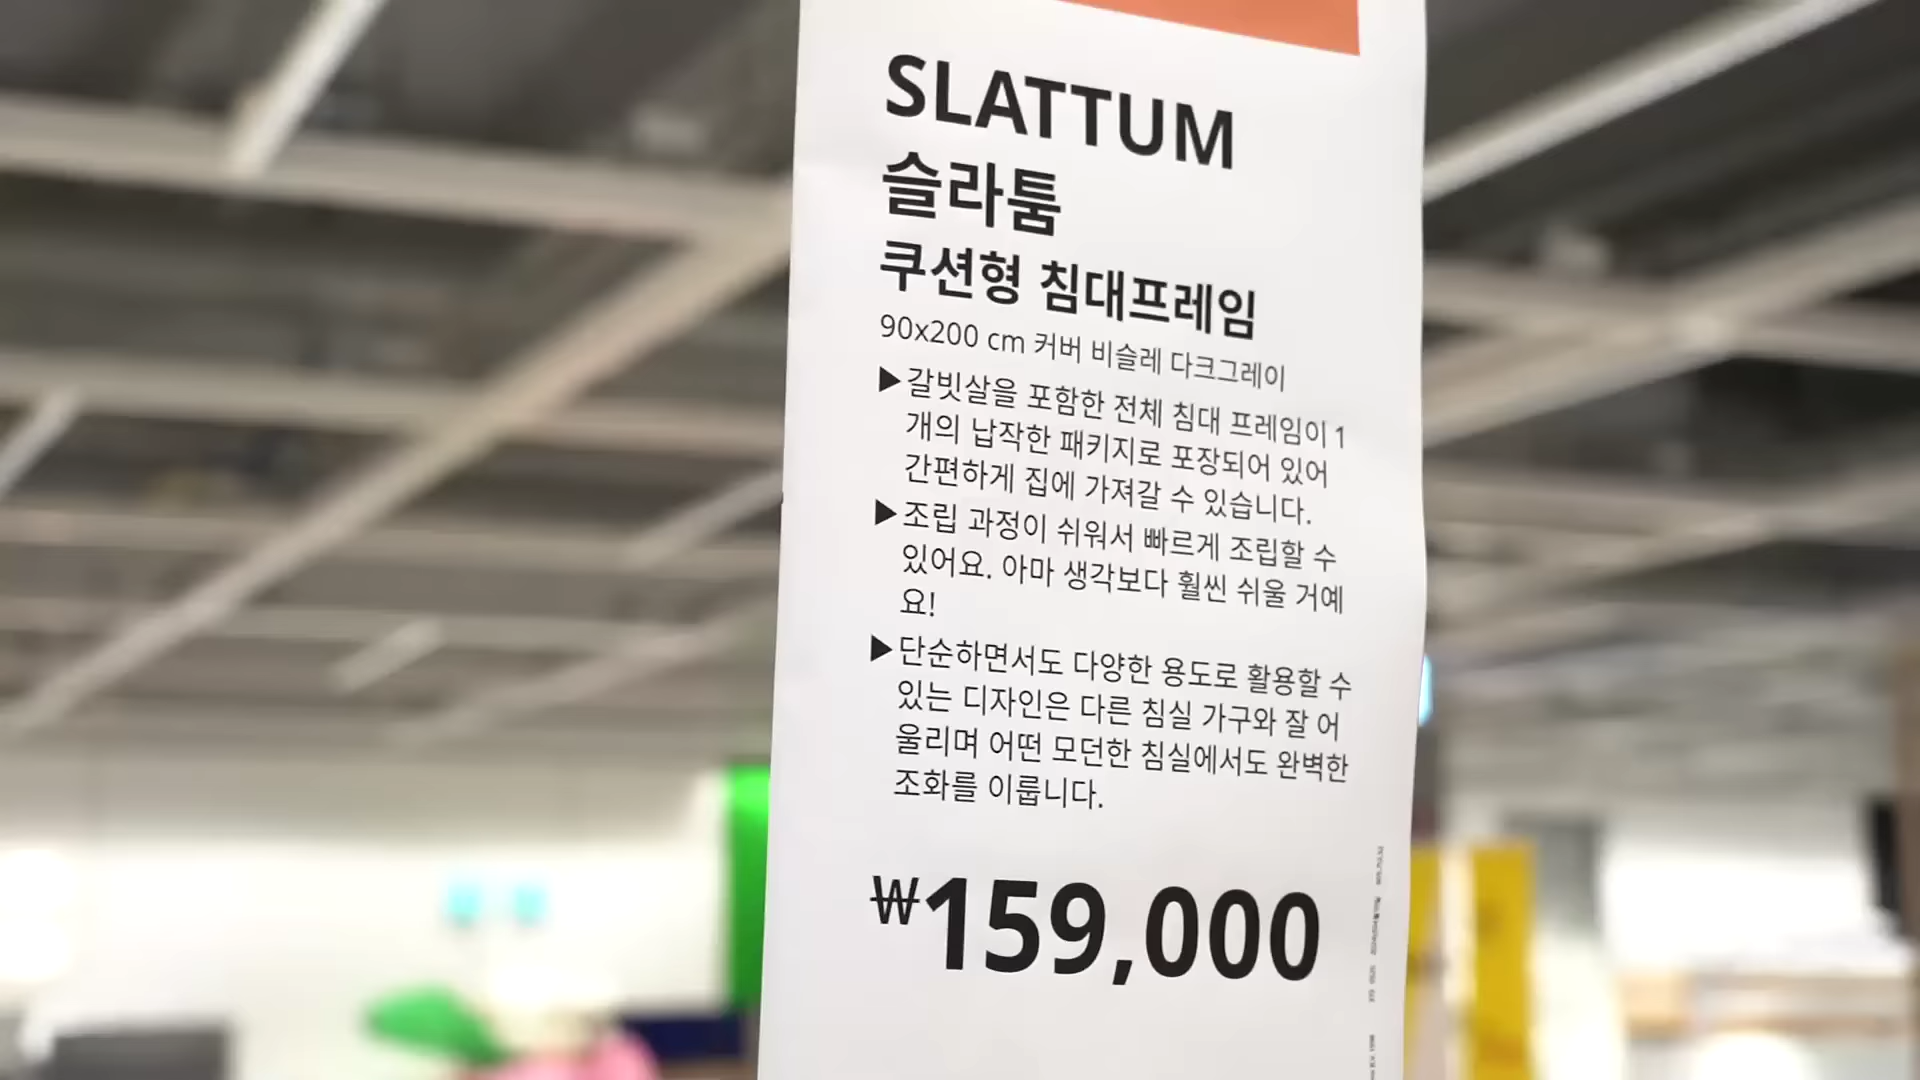 SLATTUM
슬라툼
쿠션형 침대프레임
90x200 cm 커버 비슬레 다크그레이
▶갈빗살을 포함한 전체 침대 프레임이 1
개의 납작한 패키지로 포장되어 있어
간편하게 집에 가져갈 수 있습니다.
▶조립 과정이 쉬워서 빠르게 조립할 수
있어요. 아마 생각보다 훨씬 쉬울 거예
요!
▶단순하면서도 다양한 용도로 활용할 수
있는 디자인은 다른 침실 가구와 잘 어
울리며 어떤 모던한 침실에서도 완벽한
조화를 이룹니다.
₩159,000